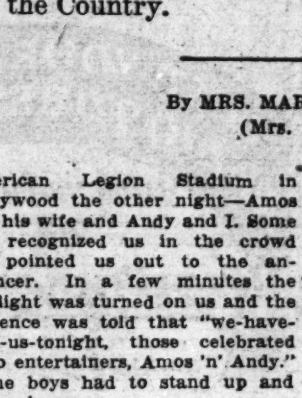 the Country.
By MRS. MAR
(Mrs.
erican Legion Stadium in
ywood the other night—Amos
his wife and Andy and I. Some
recognized us in the crowd
pointed us out to the an-
ncer. In a few minutes the
light was turned on us and the
ence was told that "we-have-
-us-tonight, those celebrated
o entertainers, Amos 'n' Andy."
he boys had to stand up and